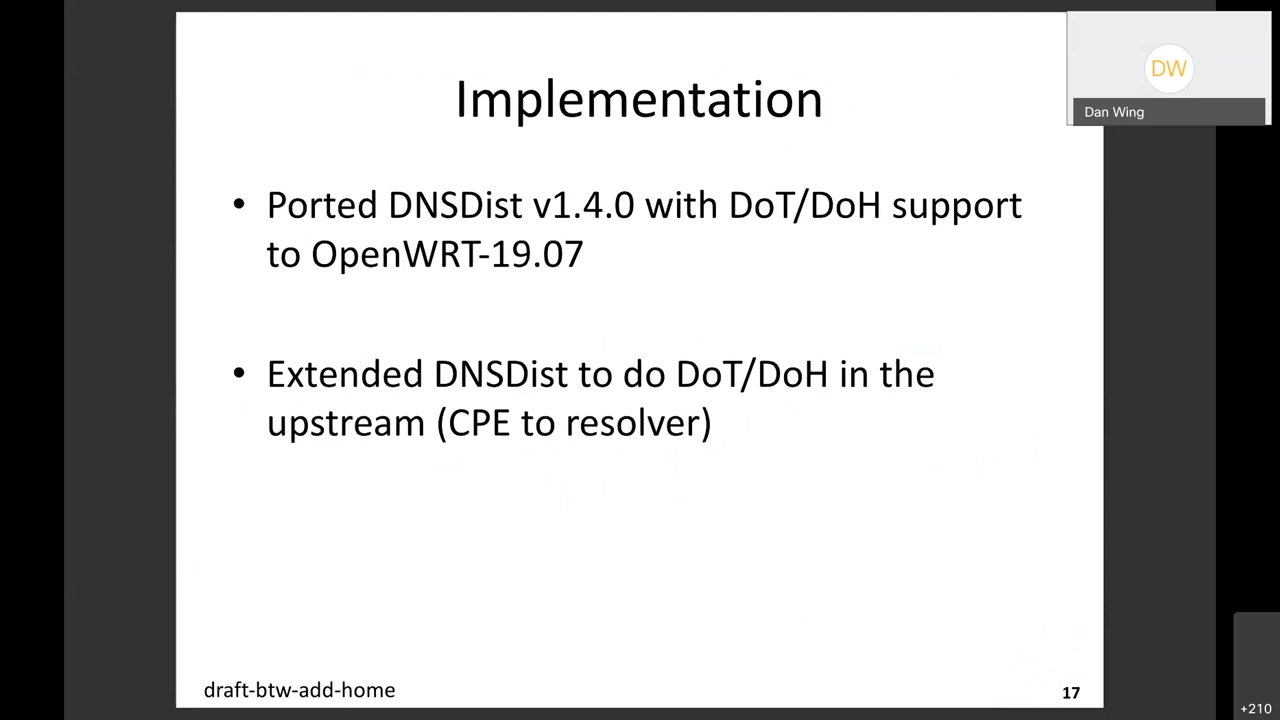 Implementation
DW
Dan Wing
• Ported DNSDist v1.4.0 with DoT/DoH support
to OpenWRT-19.07
• Extended DNSDist to do DoT/DoH in the
upstream (CPE to resolver)
draft-btw-add-home
17
+210